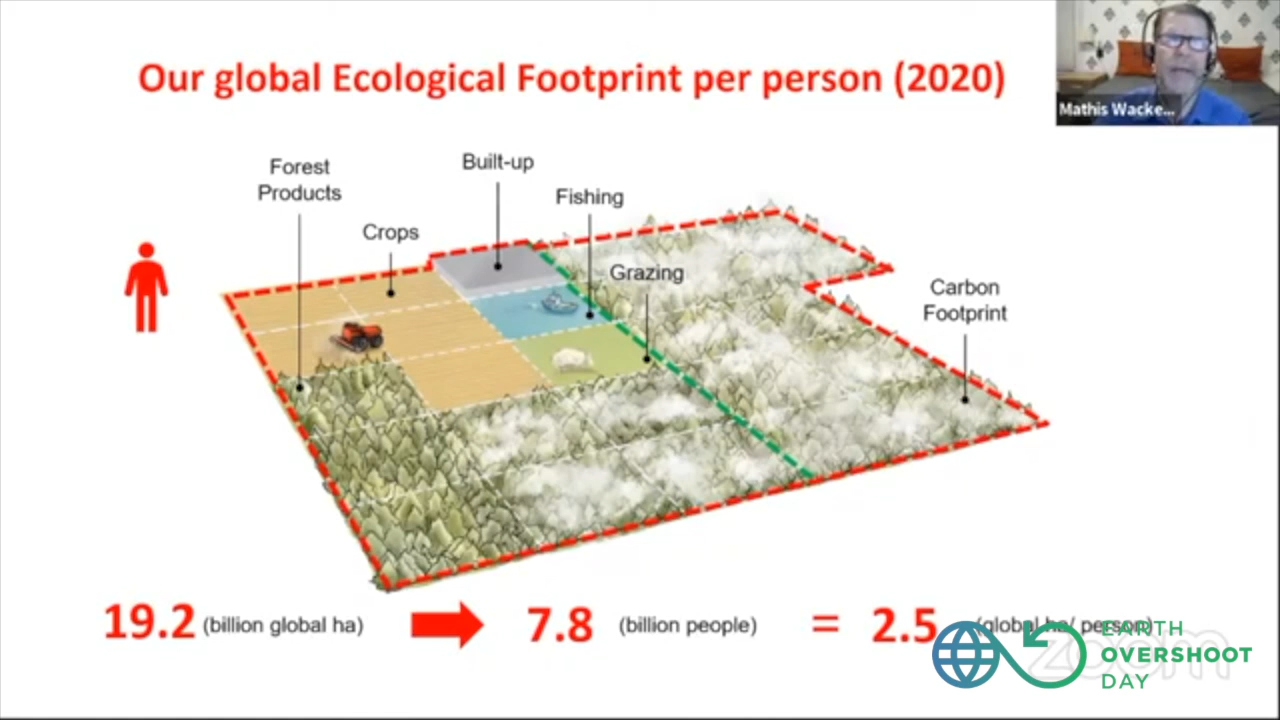 Our global Ecological Footprint per person (2020)
Mathis Wacke...
Forest
Products
Built-up
Fishing
Crops
Grazing
Carbon
Footprint
19.2 (billion global ha) 7.8 (billion people) = 2.5 (global ha/ person)
zoom
EARTH
OVERSHOOT
DAY